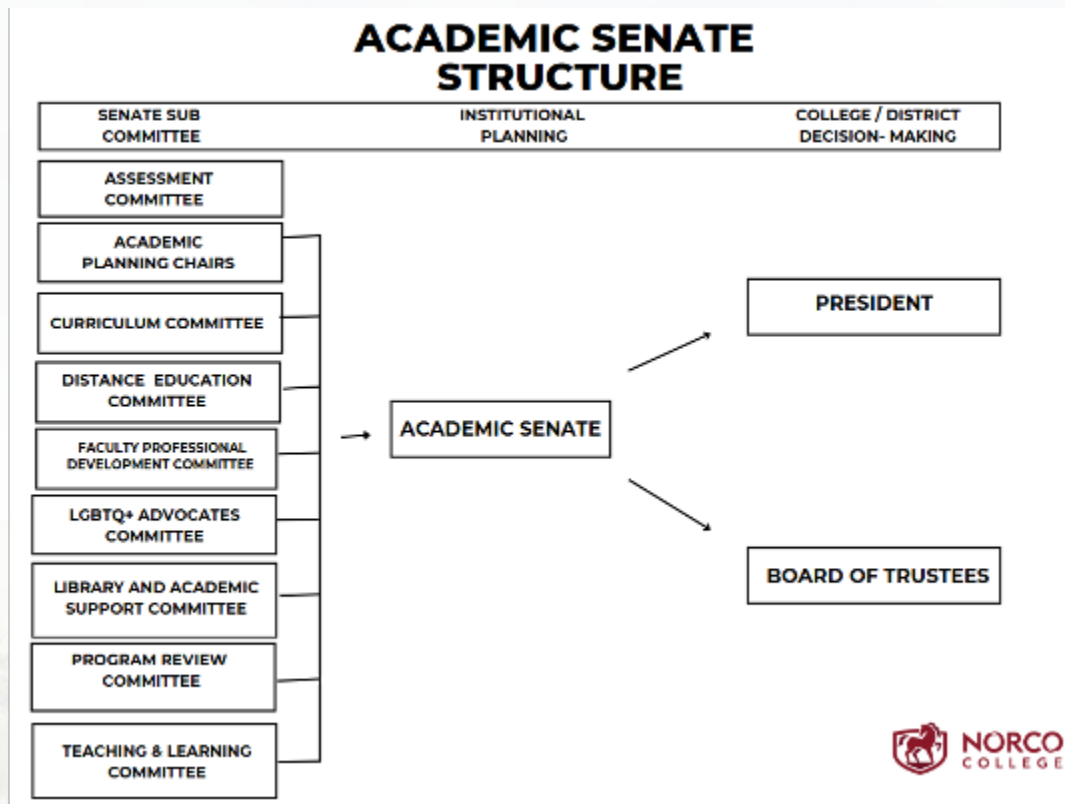 ACADEMIC SENATE
STRUCTURE
SENATE SUB
COMMITTEE
INSTITUTIONAL
PLANNING
COLLEGE / DISTRICT
DECISION- MAKING
ASSESSMENT
COMMITTEE
ACADEMIC
PLANNING CHAIRS
CURRICULUM COMMITTEE
DISTANCE EDUCATION
COMMITTEE
FACULTY PROFESSIONAL
DEVELOPMENT COMMITTEE
LGBTQ+ ADVOCATES
COMMITTEE
LIBRARY AND ACADEMIC
SUPPORT COMMITTEE
PROGRAM REVIEW
COMMITTEE
TEACHING & LEARNING
COMMITTEE
ACADEMIC SENATE
PRESIDENT
BOARD OF TRUSTEES
NORCO
COLLEGE